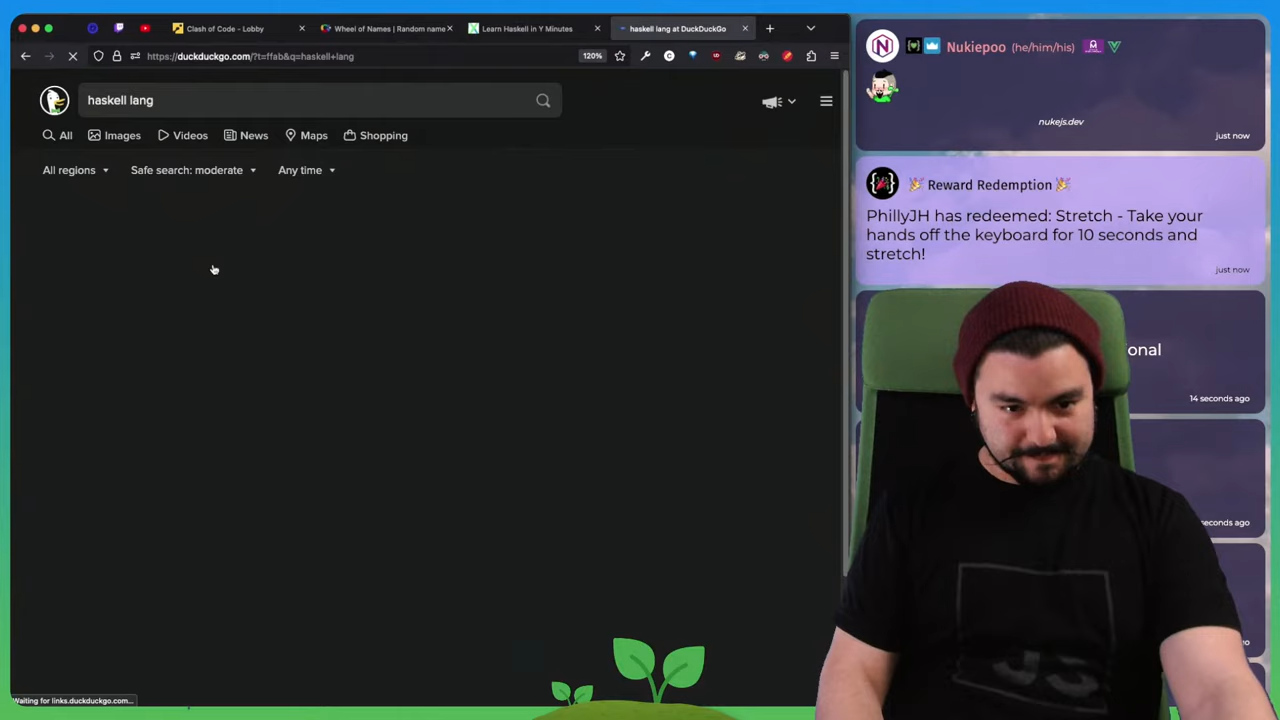 Clash of Code - Lobby
Wheel of Names | Random name
Learn Haskell in Y Minutes
haskell lang at DuckDuckGo
https://duckduckgo.com/?t=ffab&q=haskell+lang
120%
haskell lang
All
Images
Videos
News
Maps
Shopping
All regions
Safe search: moderate
Any time
Waiting for links.duckduckgo.com...
Nukiepoo (he/him/his)
nukejs.dev
just now
Reward Redemption
PhillyJH has redeemed: Stretch - Take your
hands off the keyboard for 10 seconds and
stretch!
just now
ional
14 seconds ago
seconds ago
JS